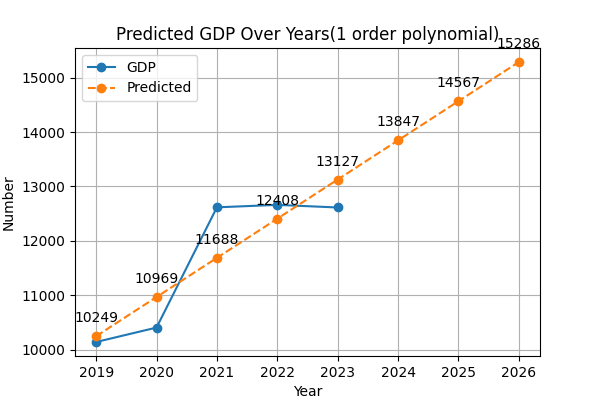 Predicted GDP Over Years(1 order polynomial)
15286
GDP
Predicted
14567
13847
13127
12408
11688
10969
10249
15000
14000
13000
12000
11000
10000
Number
2019 2020 2021 2022 2023 2024 2025 2026
Year